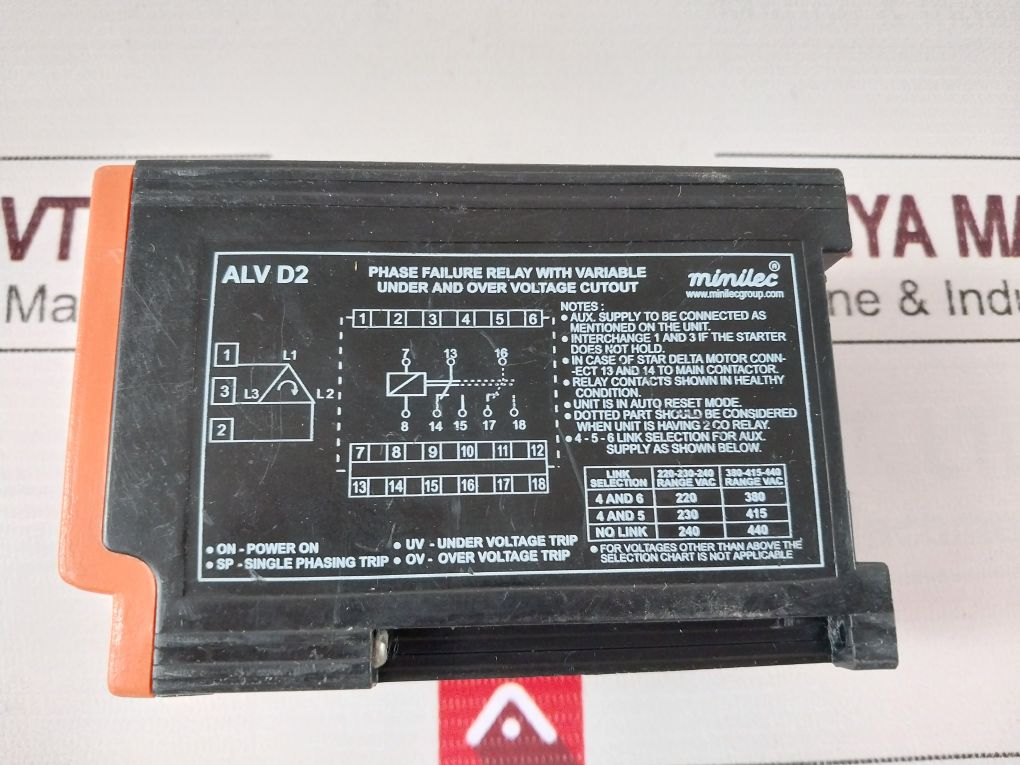 VT
YA MA
Ma
ne & Indu
ALV D2
PHASE FAILURE RELAY WITH VARIABLE
UNDER AND OVER VOLTAGE CUTOUT
minilec®
www.minilecgroup.com
1 2 3 4 5 6
1 L1
3 L3 L2
2
7 13 16
8 14 15 17 18
7 8 9 10 11 12
13 14 15 16 17 18
NOTES :
● AUX. SUPPLY TO BE CONNECTED AS
MENTIONED ON THE UNIT.
● INTERCHANGE 1 AND 3 IF THE STARTER
DOES NOT HOLD.
● IN CASE OF STAR DELTA MOTOR CONN-
-ECT 13 AND 14 TO MAIN CONTACTOR.
● RELAY CONTACTS SHOWN IN HEALTHY
CONDITION.
● UNIT IS IN AUTO RESET MODE.
● DOTTED PART SHOULD BE CONSIDERED
WHEN UNIT IS HAVING 2 CO RELAY.
● 4 - 5 - 6 LINK SELECTION FOR AUX.
SUPPLY AS SHOWN BELOW.
LINK SELECTION 220-230-240 RANGE VAC 380-415-440 RANGE VAC
4 AND 6 220 380
4 AND 5 230 415
NO LINK 240 440
● FOR VOLTAGES OTHER THAN ABOVE THE
SELECTION CHART IS NOT APPLICABLE
● ON - POWER ON
● UV - UNDER VOLTAGE TRIP
● SP - SINGLE PHASING TRIP
● OV - OVER VOLTAGE TRIP